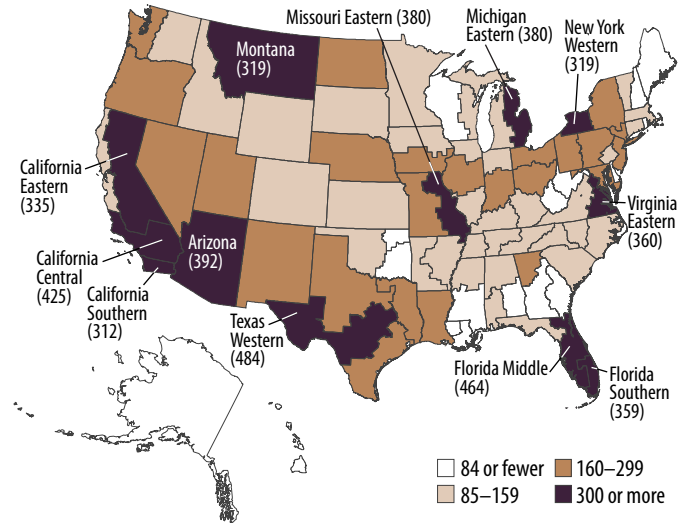 Missouri Eastern (380)
Michigan
Eastern (380)
New York
Western
(319)
Montana
(319)
California
Eastern
(335)
California
Central
(425)
California
Southern
(312)
Arizona
(392)
Texas
Western
(484)
Virginia
Eastern
(360)
Florida Middle
(464)
Florida
Southern
(359)
84 or fewer
160–299
85–159
300 or more